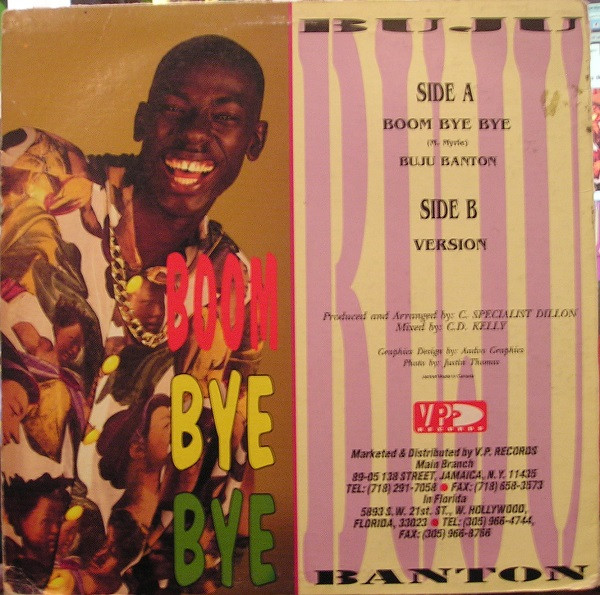 BUJU
SIDE A
BOOM BYE BYE
(M. Myrie)
BUJU BANTON
SIDE B
VERSION
BOOM
BYE
BYE
Produced and Arranged by: C. SPECIALIST DILLON
Mixed by: C.D. KELLY
Graphics Design by: Aadon Graphics
Photo by: Justin Thomas
VP
RECORDS
Marketed & Distributed by V.P. RECORDS
Main Branch
89-05 138 STREET, JAMAICA, N.Y. 11435
TEL: (718) 291-7058 ● FAX: (718) 658-3573
In Florida
5893 S.W. 21st. ST., W. HOLLYWOOD,
FLORIDA, 33023 ● TEL: (305) 966-4744,
FAX: (305) 966-8766
BANTON